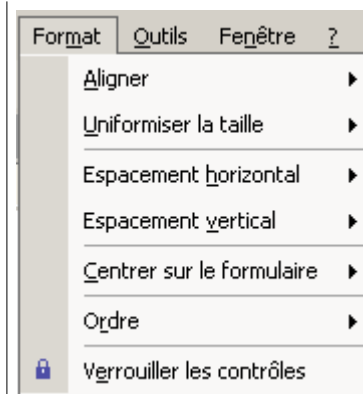 Format Outils Fenêtre ?
Aligner
Uniformiser la taille
Espacement horizontal
Espacement vertical
Centrer sur le formulaire
Ordre
Verrouiller les contrôles